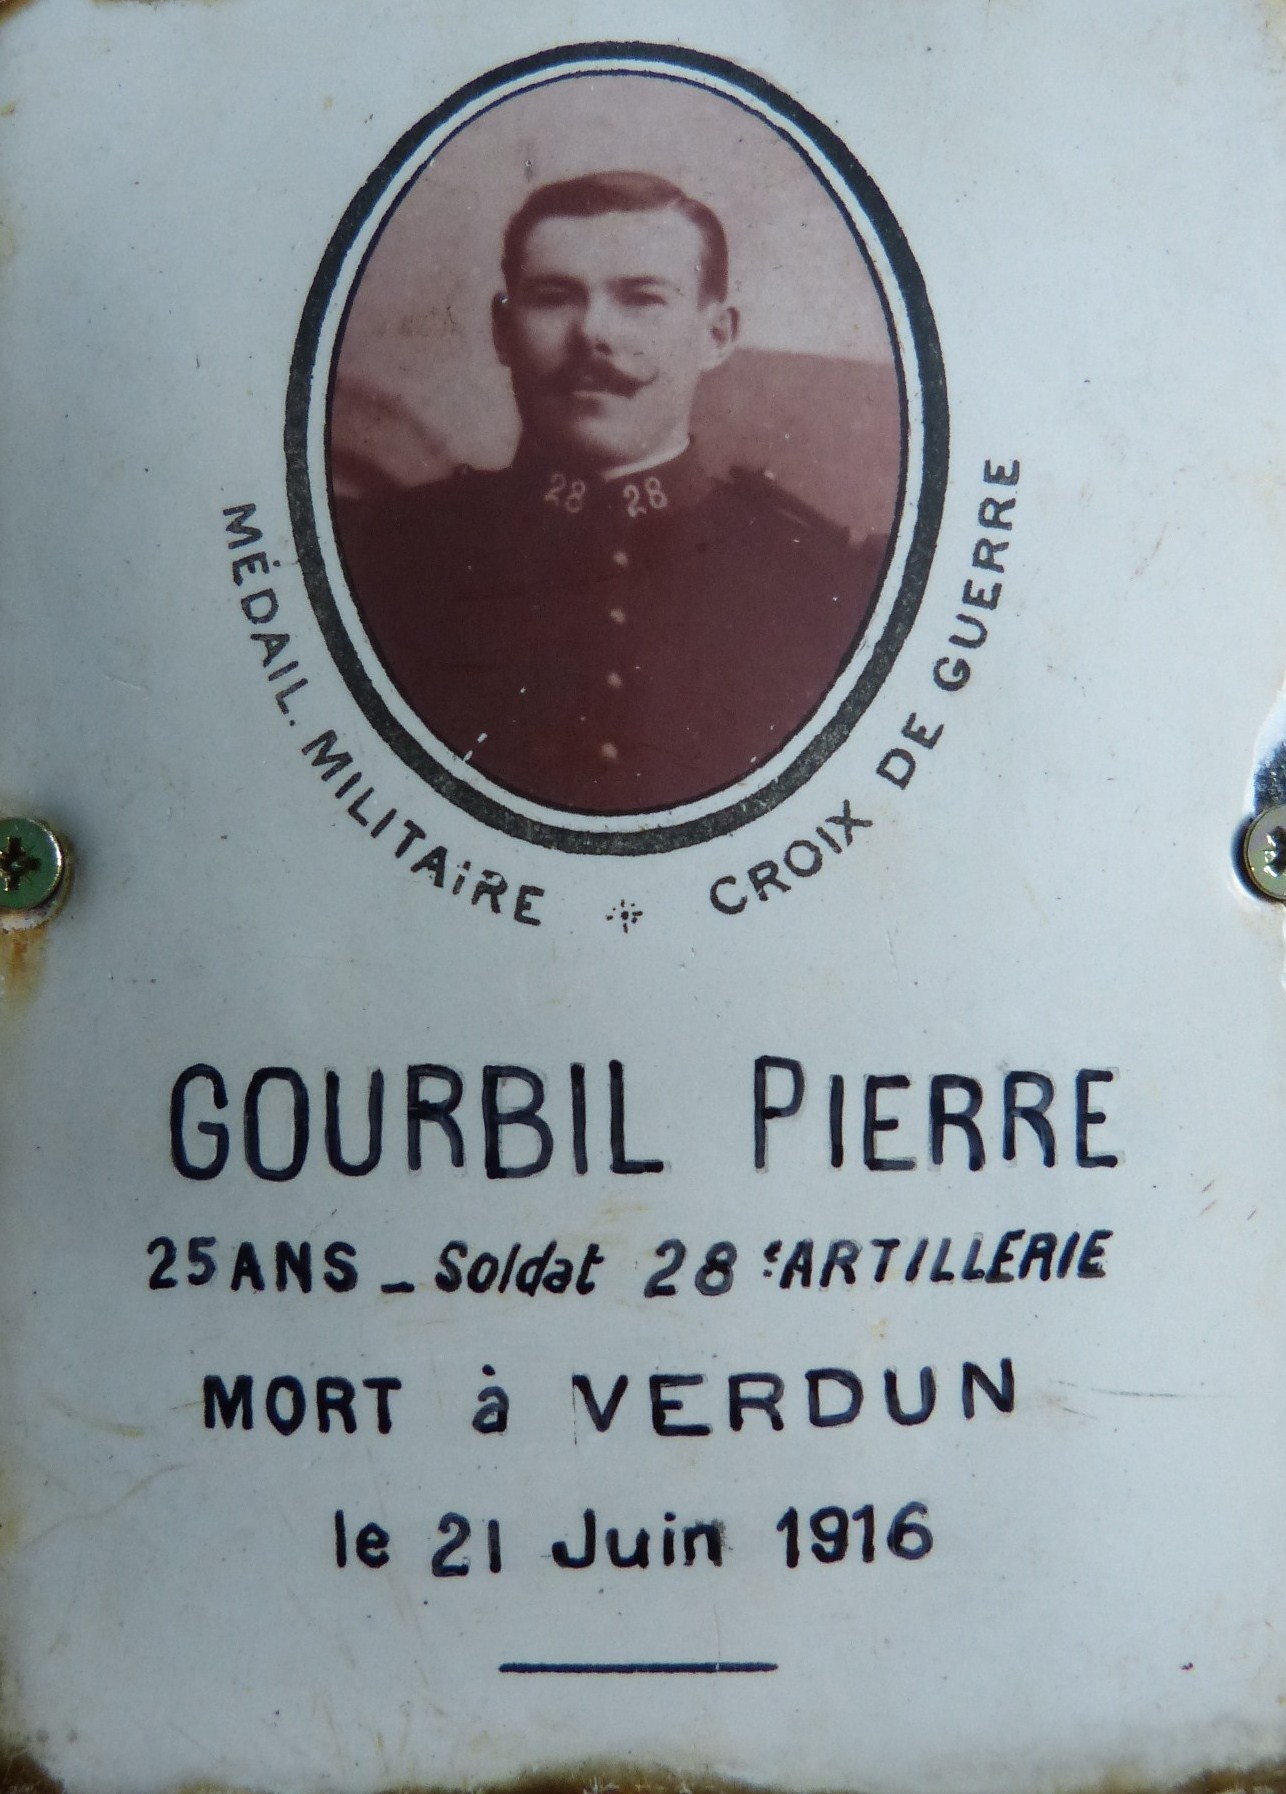 28 28
MÉDAIL. MILITAiRE * CROIX DE GUERRE
GOURBIL PIERRE
25 ANS - Soldat 28e ARTILLERIE
MORT à VERDUN
le 21 Juin 1916